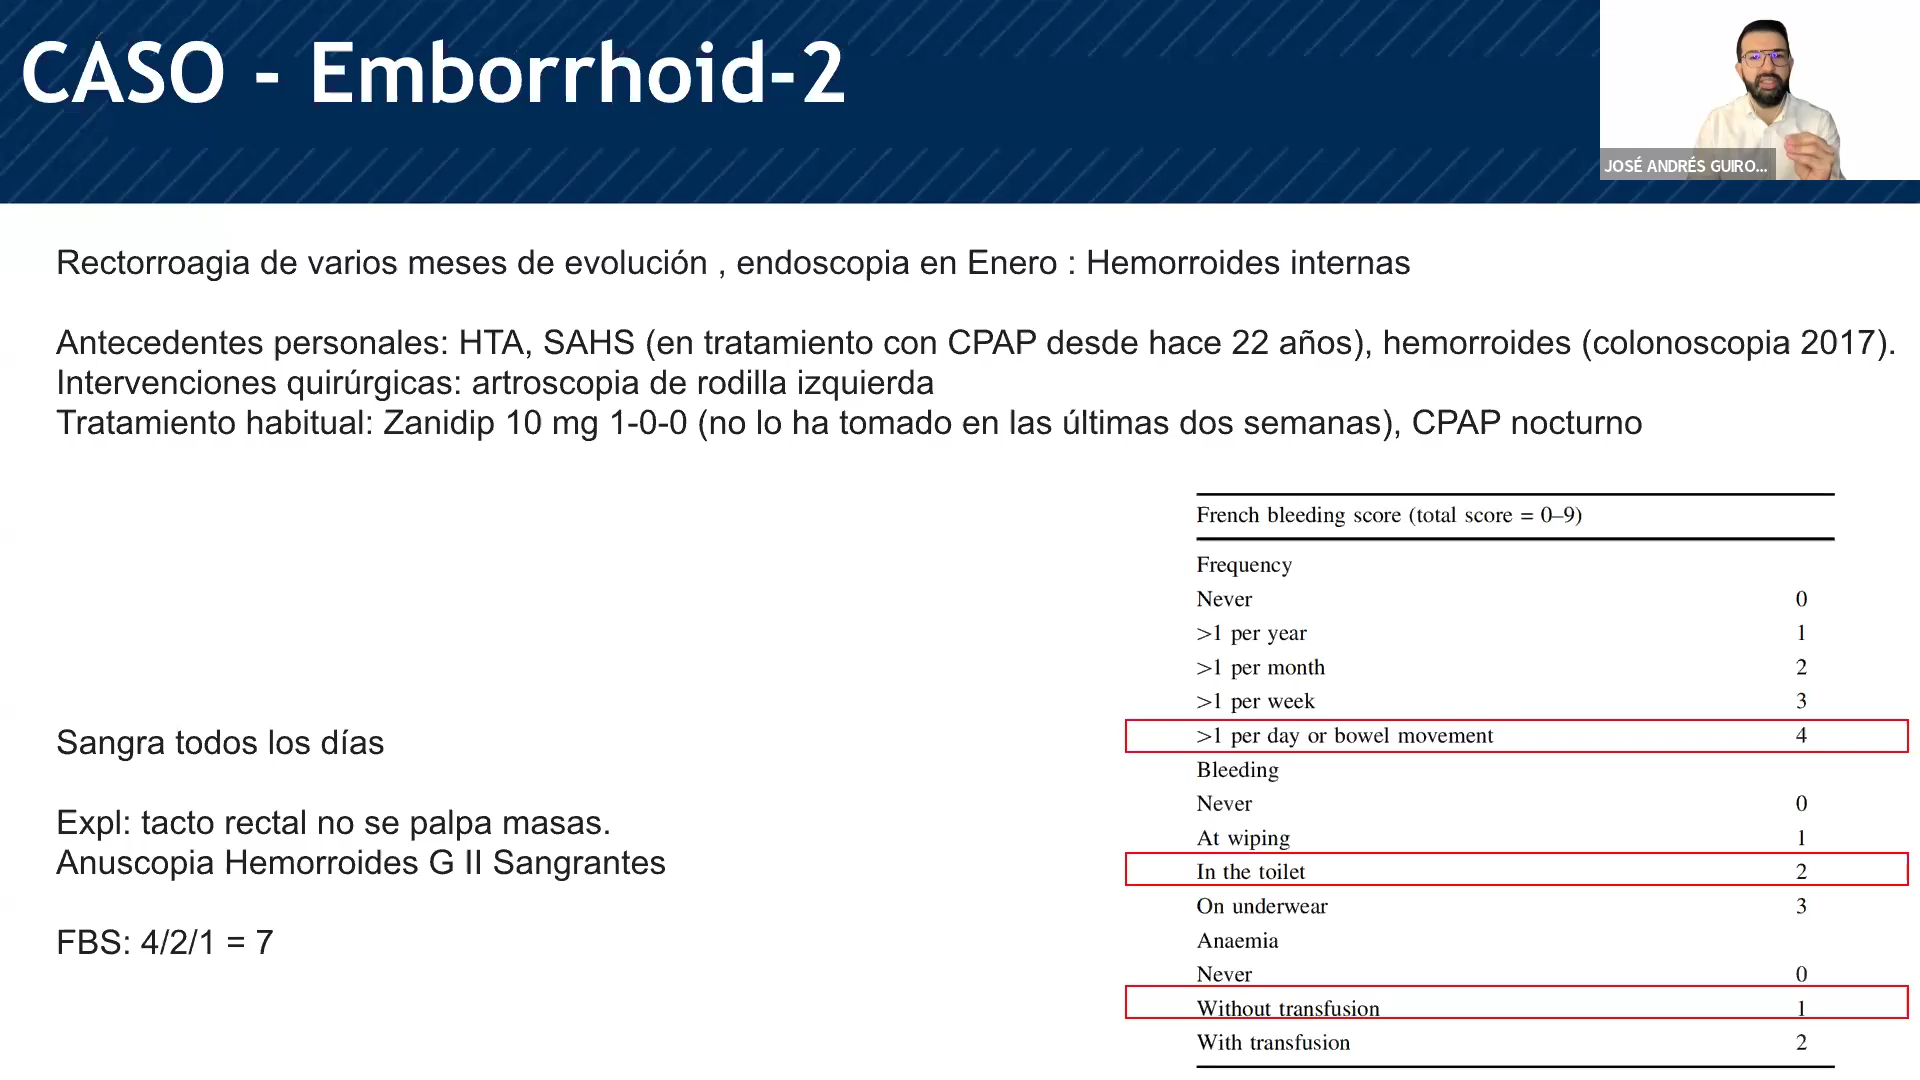 CASO - Emborrhoid-2
JOSÉ ANDRÉS GUIRO...
Rectorroagia de varios meses de evolución , endoscopia en Enero : Hemorroides internas
Antecedentes personales: HTA, SAHS (en tratamiento con CPAP desde hace 22 años), hemorroides (colonoscopia 2017).
Intervenciones quirúrgicas: artroscopia de rodilla izquierda
Tratamiento habitual: Zanidip 10 mg 1-0-0 (no lo ha tomado en las últimas dos semanas), CPAP nocturno
Sangra todos los días
Expl: tacto rectal no se palpa masas.
Anuscopia Hemorroides G II Sangrantes
FBS: 4/2/1 = 7
French bleeding score (total score = 0–9)
Frequency
Never 0
>1 per year 1
>1 per month 2
>1 per week 3
>1 per day or bowel movement 4
Bleeding
Never 0
At wiping 1
In the toilet 2
On underwear 3
Anaemia
Never 0
Without transfusion 1
With transfusion 2